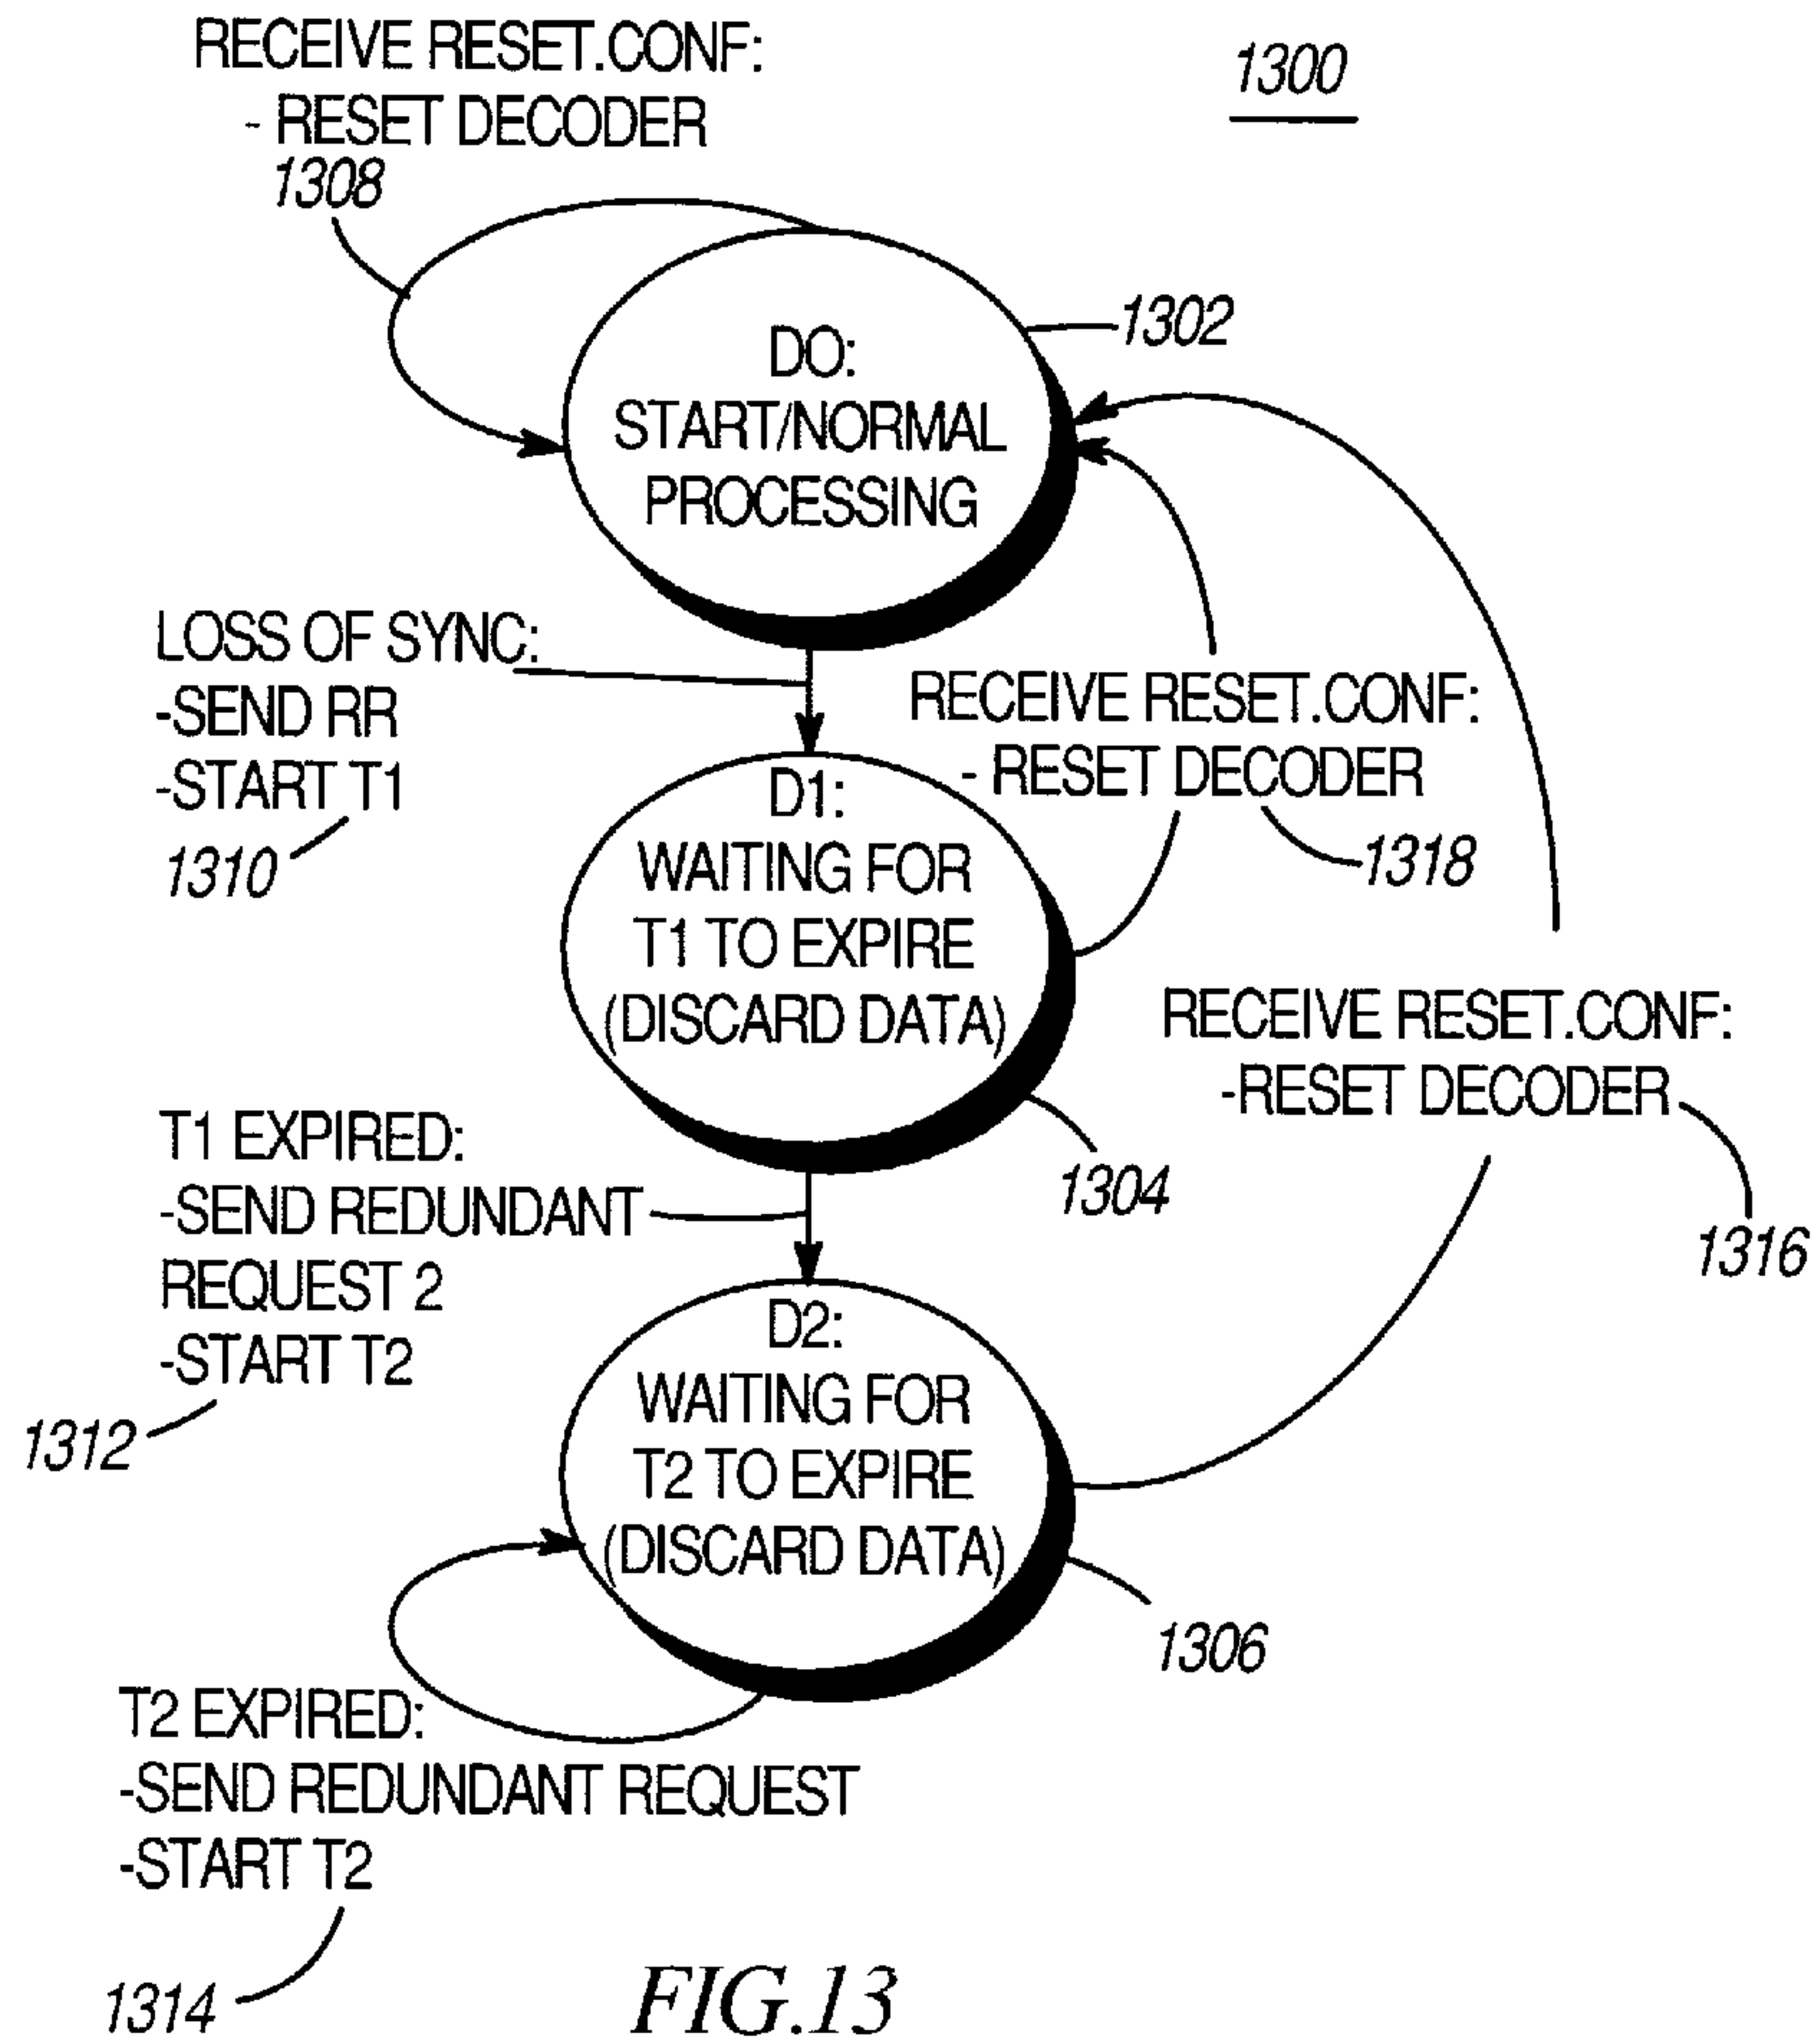 RECEIVE RESET.CONF:
- RESET DECODER
1308
1300
1302
DO:
START/NORMAL
PROCESSING
LOSS OF SYNC:
-SEND RR
-START T1
1310
RECEIVE RESET.CONF:
- RESET DECODER
1318
D1:
WAITING FOR
T1 TO EXPIRE
(DISCARD DATA)
1304
RECEIVE RESET.CONF:
-RESET DECODER
1316
T1 EXPIRED:
-SEND REDUNDANT
REQUEST 2
-START T2
1312
D2:
WAITING FOR
T2 TO EXPIRE
(DISCARD DATA)
1306
T2 EXPIRED:
-SEND REDUNDANT REQUEST
-START T2
1314
FIG.13